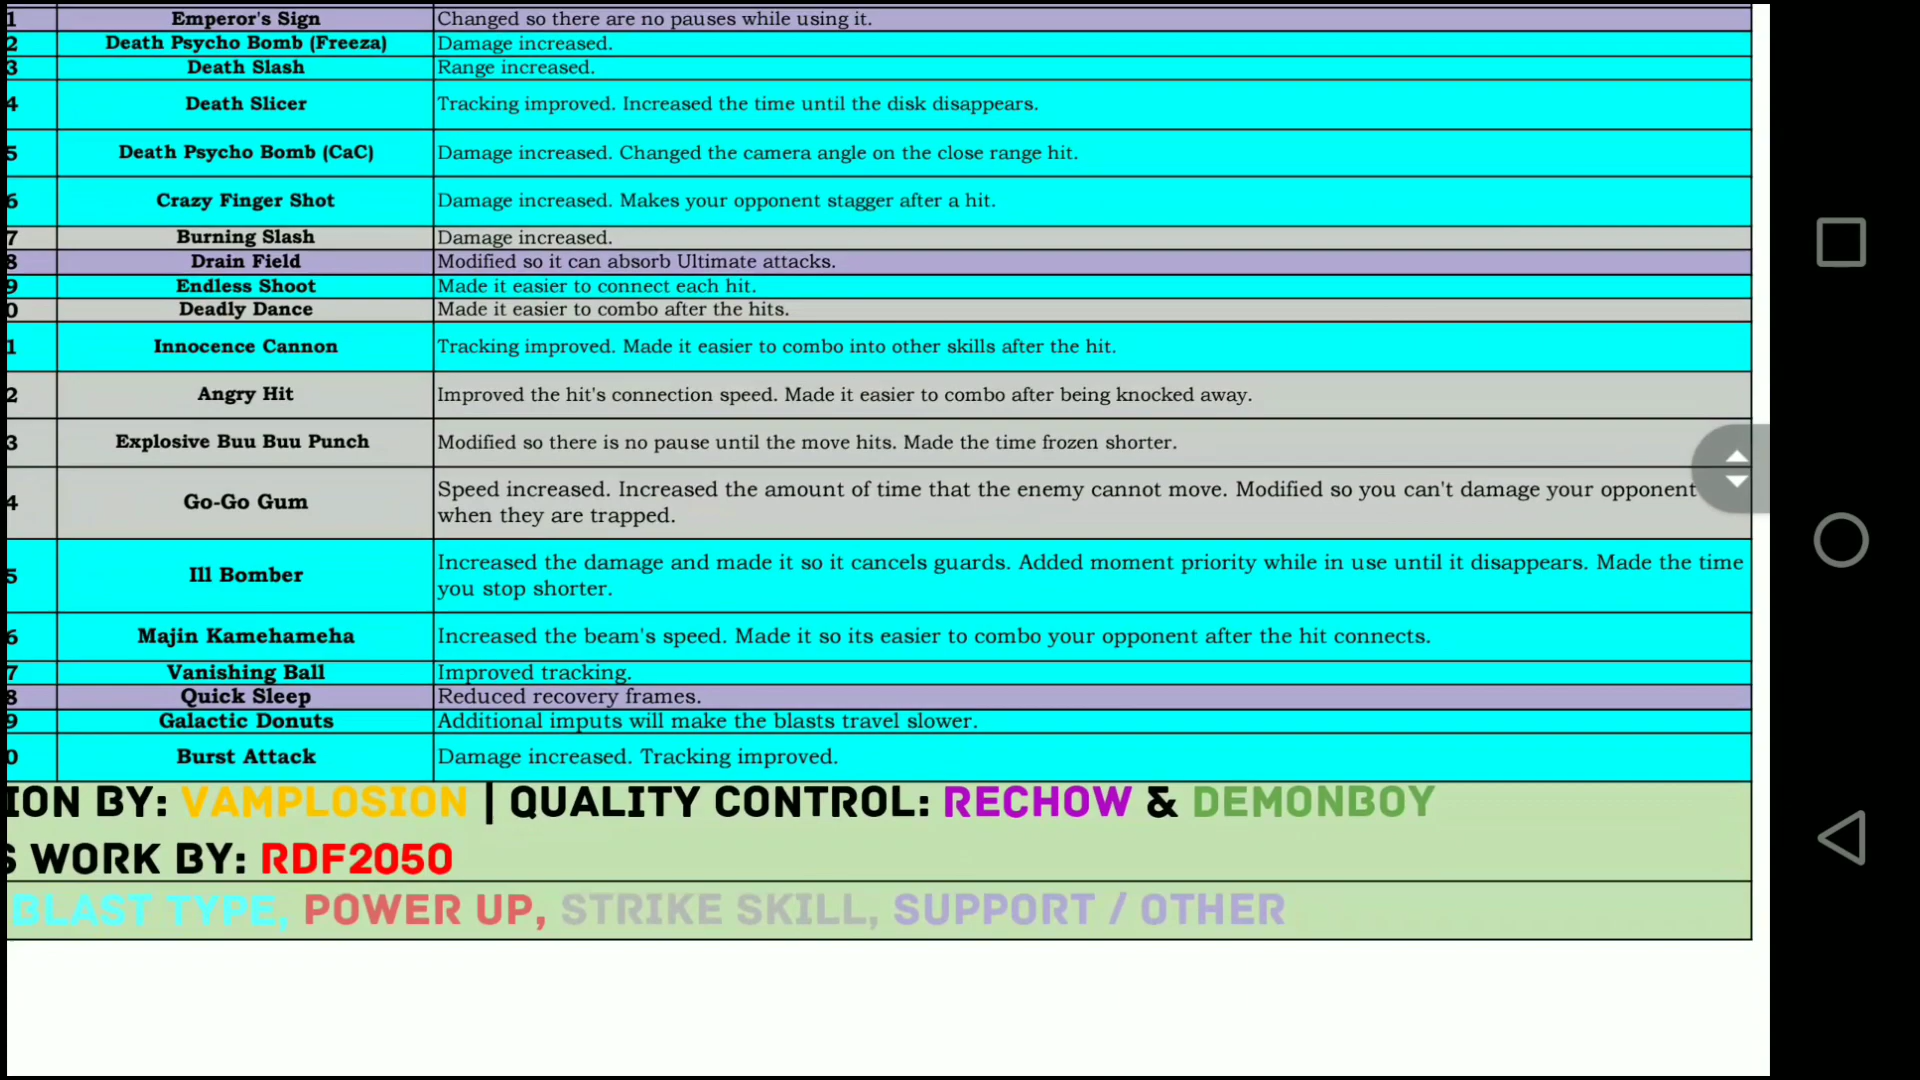 1 Emperor's Sign Changed so there are no pauses while using it.
2 Death Psycho Bomb (Freeza) Damage increased.
3 Death Slash Range increased.
4 Death Slicer Tracking improved. Increased the time until the disk disappears.
5 Death Psycho Bomb (CaC) Damage increased. Changed the camera angle on the close range hit.
6 Crazy Finger Shot Damage increased. Makes your opponent stagger after a hit.
7 Burning Slash Damage increased.
8 Drain Field Modified so it can absorb Ultimate attacks.
9 Endless Shoot Made it easier to connect each hit.
0 Deadly Dance Made it easier to combo after the hits.
1 Innocence Cannon Tracking improved. Made it easier to combo into other skills after the hit.
2 Angry Hit Improved the hit's connection speed. Made it easier to combo after being knocked away.
3 Explosive Buu Buu Punch Modified so there is no pause until the move hits. Made the time frozen shorter.
4 Go-Go Gum Speed increased. Increased the amount of time that the enemy cannot move. Modified so you can't damage your opponent
when they are trapped.
5 Ill Bomber Increased the damage and made it so it cancels guards. Added moment priority while in use until it disappears. Made the time
you stop shorter.
6 Majin Kamehameha Increased the beam's speed. Made it so its easier to combo your opponent after the hit connects.
7 Vanishing Ball Improved tracking.
8 Quick Sleep Reduced recovery frames.
9 Galactic Donuts Additional imputs will make the blasts travel slower.
0 Burst Attack Damage increased. Tracking improved.
ION BY: VAMPLOSION | QUALITY CONTROL: RECHOW & DEMONBOY
S WORK BY: RDF2050
BLAST TYPE, POWER UP, STRIKE SKILL, SUPPORT / OTHER